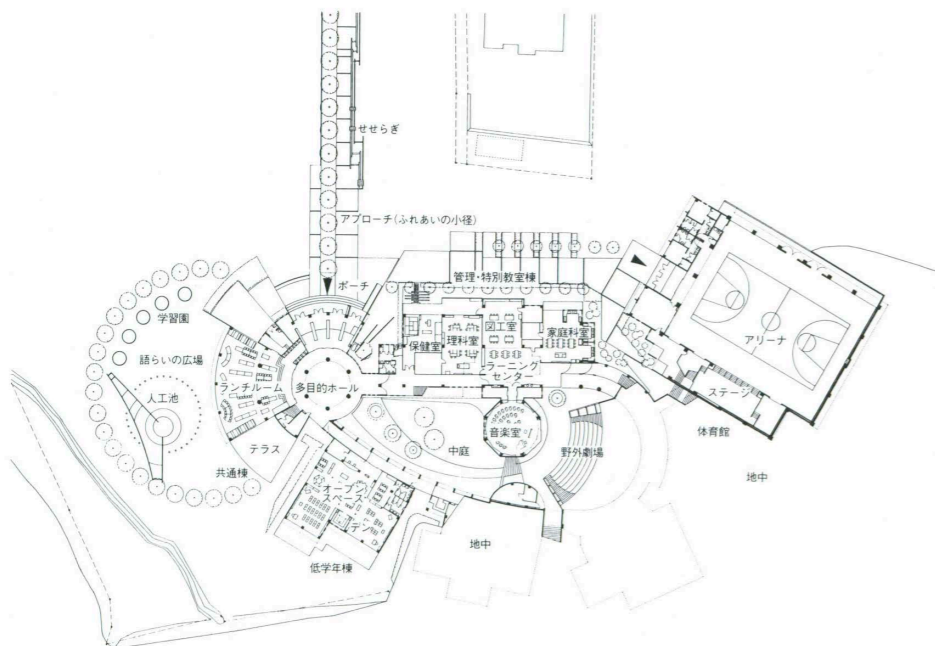 せせらぎ
アプローチ(ふれあいの小径)
管理・特別教室棟
ポーチ
学習園
語らいの広場
人工池
ランチルーム
多目的ホール
保健室
理科室
図工室
家庭科室
ラーニング
センター
アリーナ
ステージ
体育館
地中
音楽室
野外劇場
中庭
テラス
共通棟
オープン
スペース
デン
低学年棟
地中